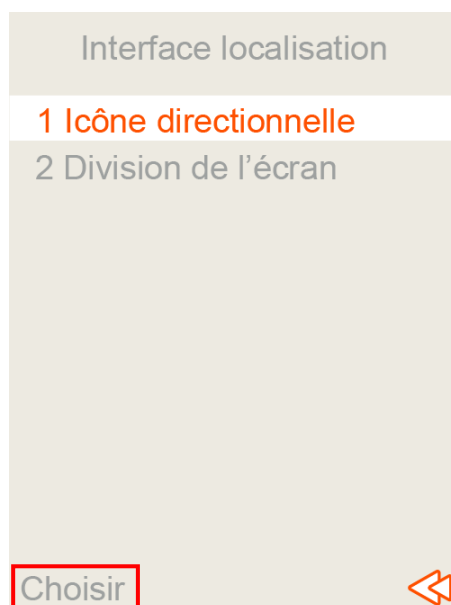 Interface localisation
1 Icône directionnelle
2 Division de l’écran
Choisir